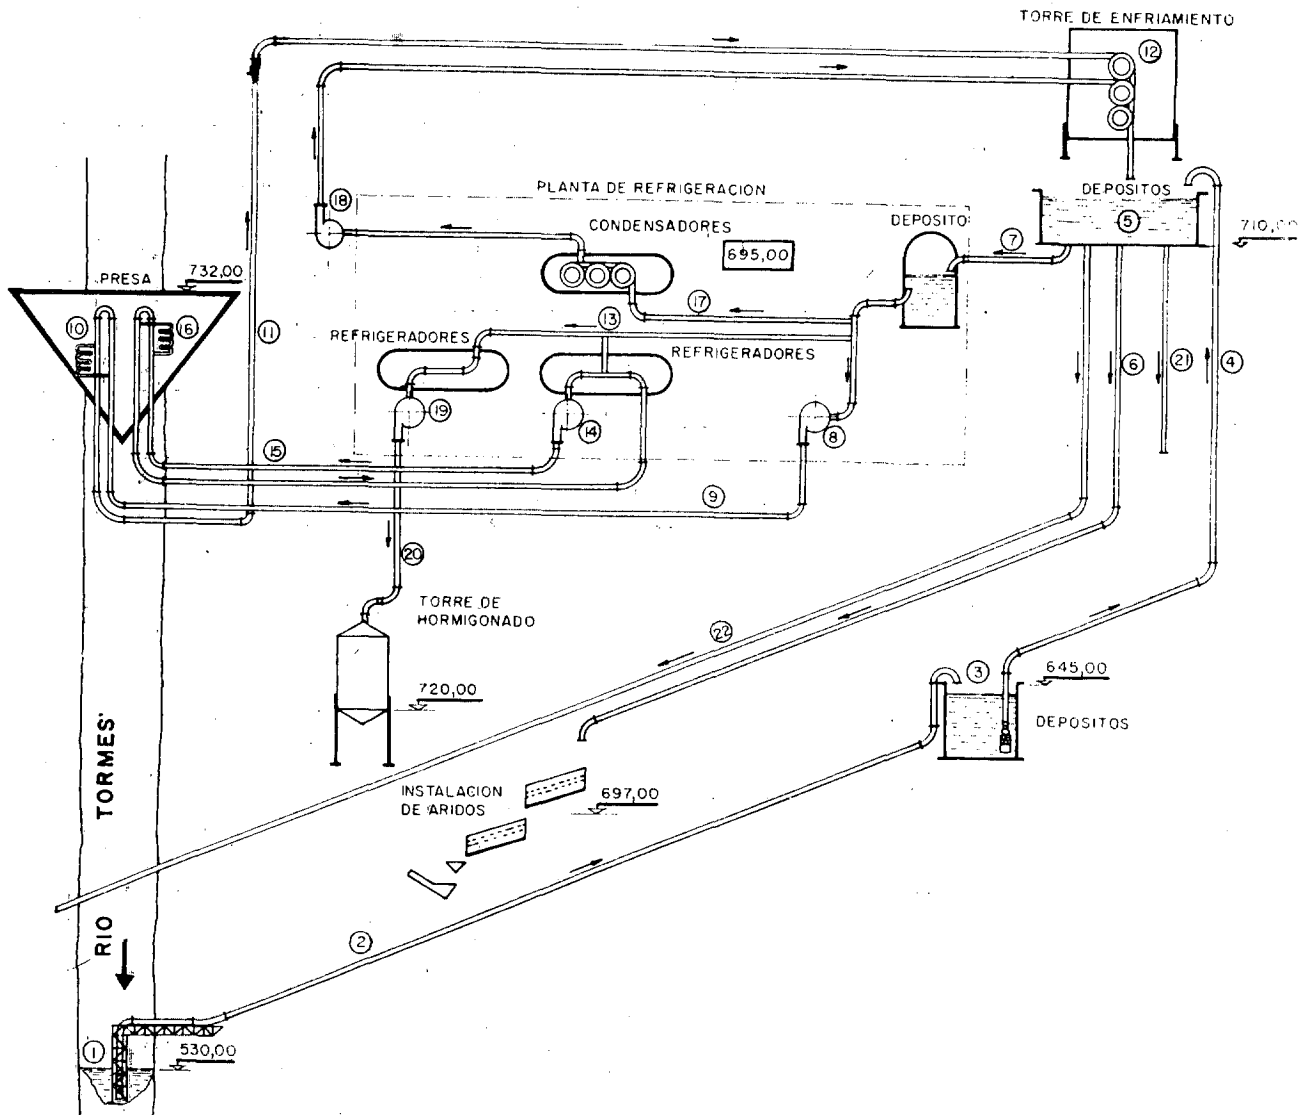 TORRE DE ENFRIAMIENTO
12
PLANTA DE REFRIGERACION
DEPOSITOS
18
CONDENSADORES
DEPOSITO
5
7
710,00
695,00
732,00
PRESA
10
16
11
17
13
REFRIGERADORES
REFRIGERADORES
6
21
4
19
14
8
15
9
20
TORRE DE
HORMIGONADO
22
3
645,00
720,00
DEPOSITOS
RIO TORMES
INSTALACION
DE ARIDOS
697,00
2
1
530,00